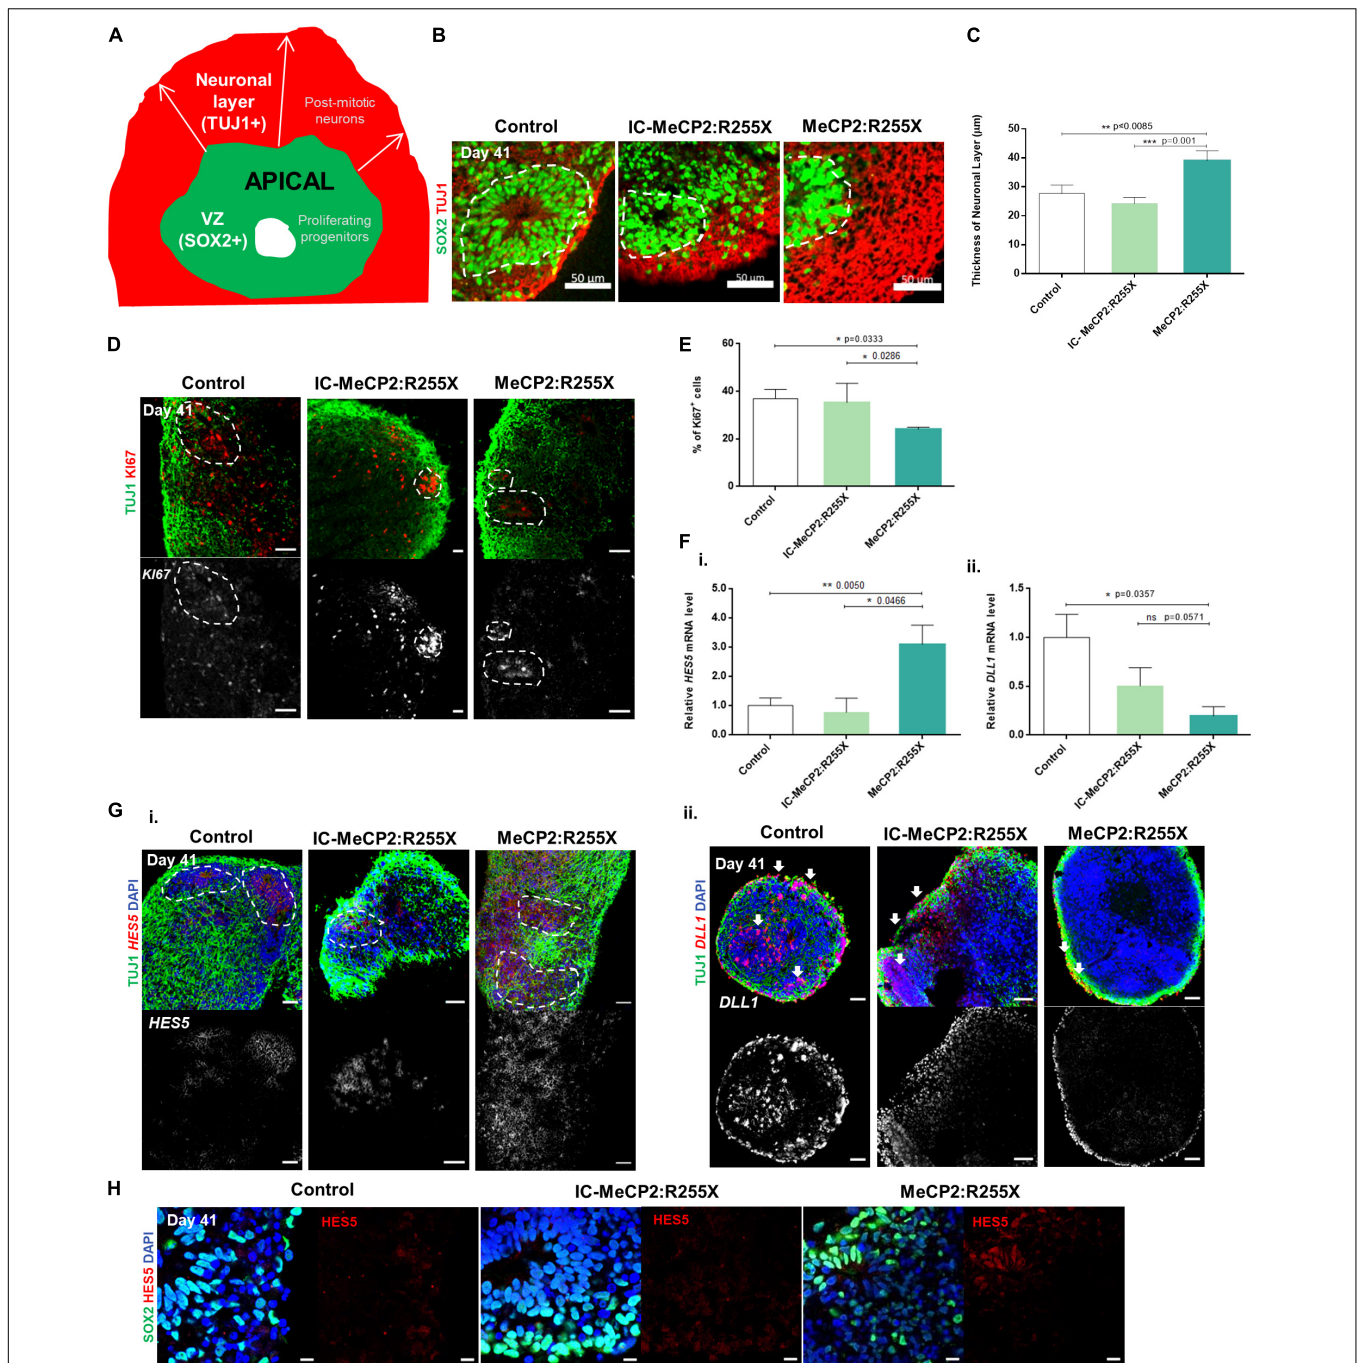 A
Neuronal
layer
(TUJ1+)
Post-mitotic
neurons
APICAL
VZ
(SOX2+)
Proliferating
progenitors
B
Control
IC-MeCP2:R255X
MeCP2:R255X
SOX2 TUJ1
Day 41
50 µm
50 µm
50 µm
C
Thickness of Neuronal Layer (µm)
50
40
30
20
10
0
** p<0.0085
*** p=0.001
Control
IC- MeCP2:R255X
MeCP2:R255X
D
Control
IC-MeCP2:R255X
MeCP2:R255X
TUJ1 KI67
Day 41
KI67
E
% of Ki67+ cells
60
40
20
0
* p=0.0333
* 0.0286
Control
IC-MeCP2:R255X
MeCP2:R255X
F
i.
Relative HES5 mRNA level
5.0
4.0
3.0
2.0
1.0
0.0
** 0.0050
* 0.0466
Control
IC-MeCP2:R255X
MeCP2:R255X
ii.
Relative DLL1 mRNA level
1.5
1.0
0.5
0.0
* p=0.0357
ns p=0.0571
Control
IC-MeCP2:R255X
MeCP2:R255X
G
i.
Control
IC-MeCP2:R255X
MeCP2:R255X
TUJ1 HES5 DAPI
Day 41
HES5
ii.
Control
IC-MeCP2:R255X
MeCP2:R255X
TUJ1 DLL1 DAPI
Day 41
DLL1
H
Control
IC-MeCP2:R255X
MeCP2:R255X
SOX2 HES5 DAPI
Day 41
HES5
HES5
HES5